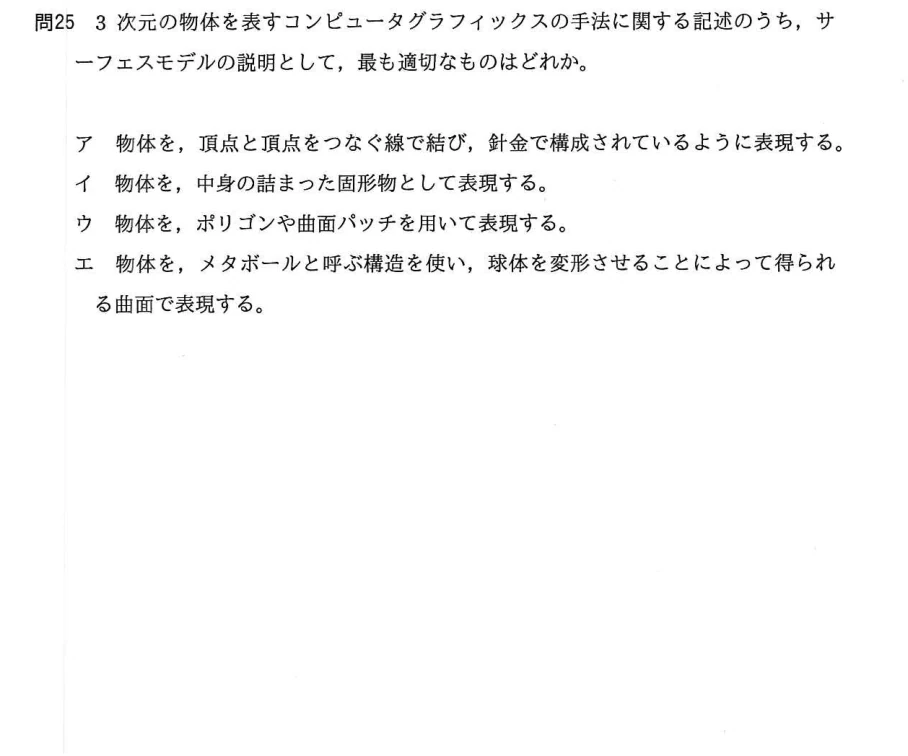 問25　3 次元の物体を表すコンピュータグラフィックスの手法に関する記述のうち，サ
ーフェスモデルの説明として，最も適切なものはどれか。
ア　物体を，頂点と頂点をつなぐ線で結び，針金で構成されているように表現する。
イ　物体を，中身の詰まった固形物として表現する。
ウ　物体を，ポリゴンや曲面パッチを用いて表現する。
エ　物体を，メタボールと呼ぶ構造を使い，球体を変形させることによって得られ
る曲面で表現する。